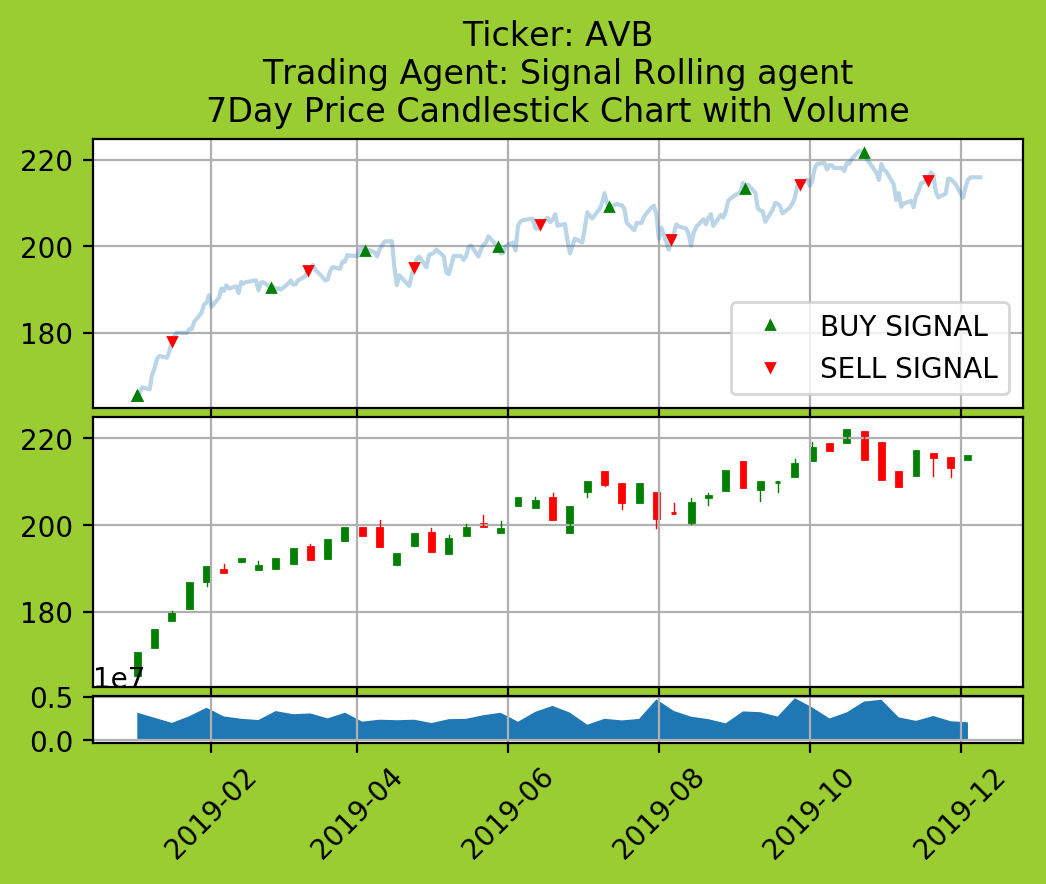 Ticker: AVB
Trading Agent: Signal Rolling agent
7Day Price Candlestick Chart with Volume
220
200
180
BUY SIGNAL
SELL SIGNAL
220
200
180
1e7
0.5
0.0
2019-02
2019-04
2019-06
2019-08
2019-10
2019-12